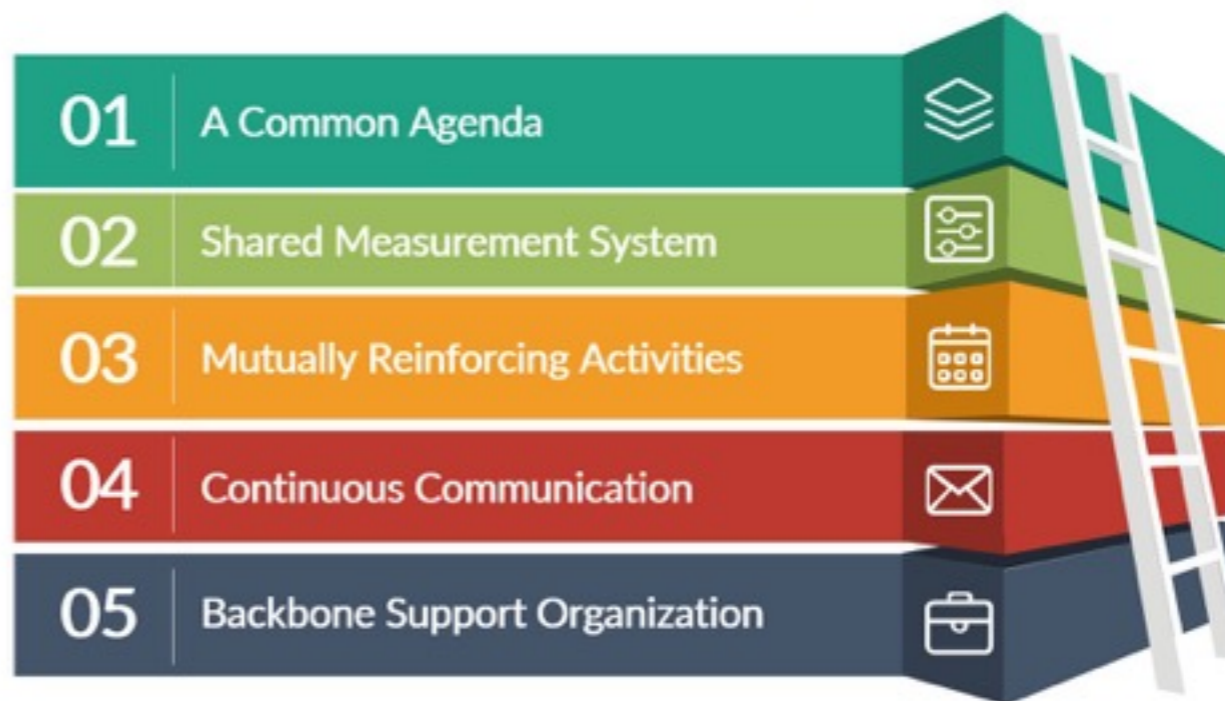 01 A Common Agenda
02 Shared Measurement System
03 Mutually Reinforcing Activities
04 Continuous Communication
05 Backbone Support Organization